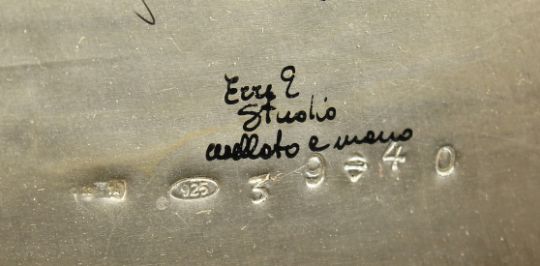 Erre 2
Studio
cesellato a mano
925 3 9 4 0